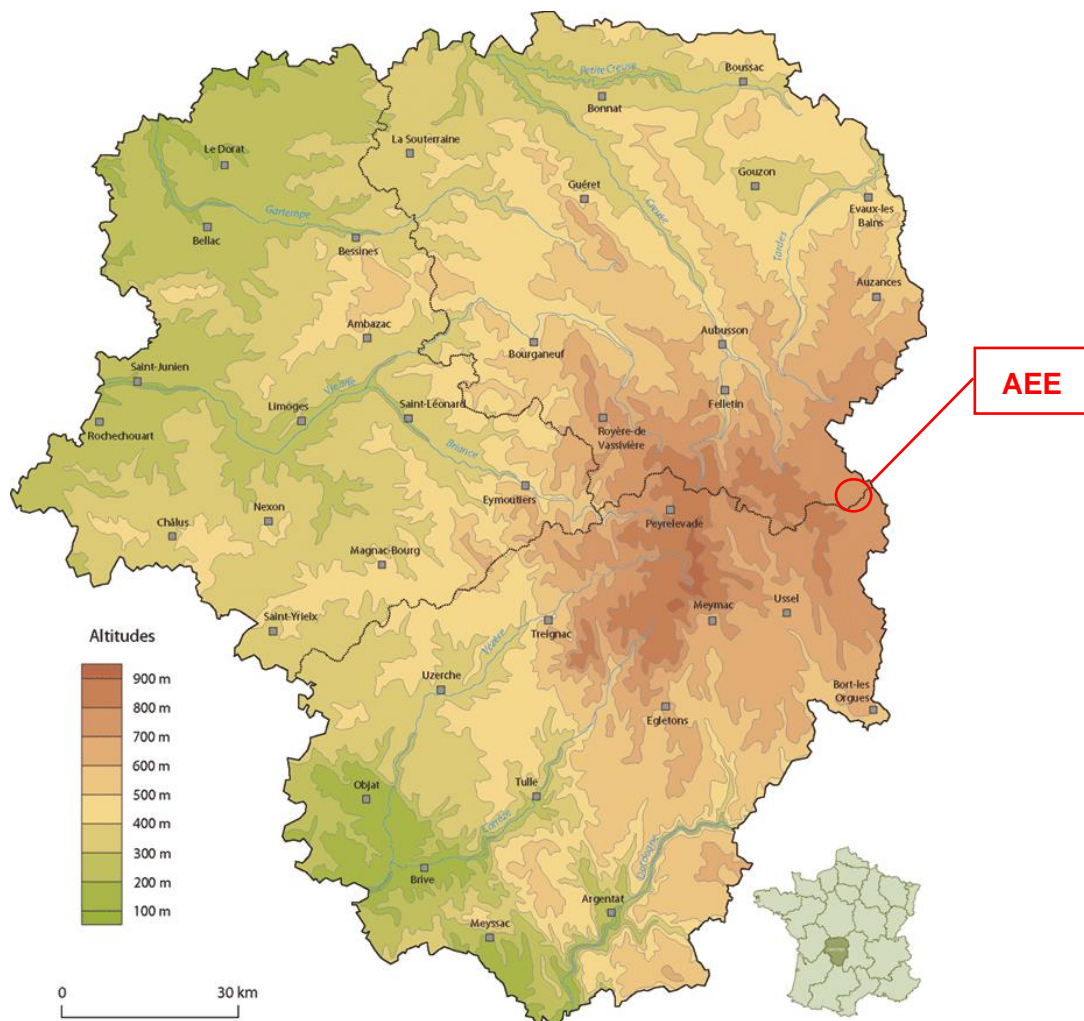 Petite Creuse
Boussac
Bonnat
La Souterraine
Le Dorat
Gouzon
Guéret
Creuse
Evaux-les
Bains
Gartempe
Bellac
Bessines
Tardes
Auzances
Ambazac
Bourganeuf
Aubusson
AEE
Saint-Junien
Vienne
Felletin
Limoges
Saint-Léonard
Rochechouart
Royère-de
Vassivière
Briance
Eymoutiers
Peyrelevade
Nexon
Châlus
Magnac-Bourg
Meymac
Ussel
Treignac
Saint-Yrieix
Vézère
Altitudes
Uzerche
Bort-les
Orgues
900 m
800 m
700 m
600 m
500 m
400 m
300 m
200 m
100 m
Egletons
Objat
Tulle
Corrèze
Dordogne
Brive
Argentat
Meyssac
0
30 km